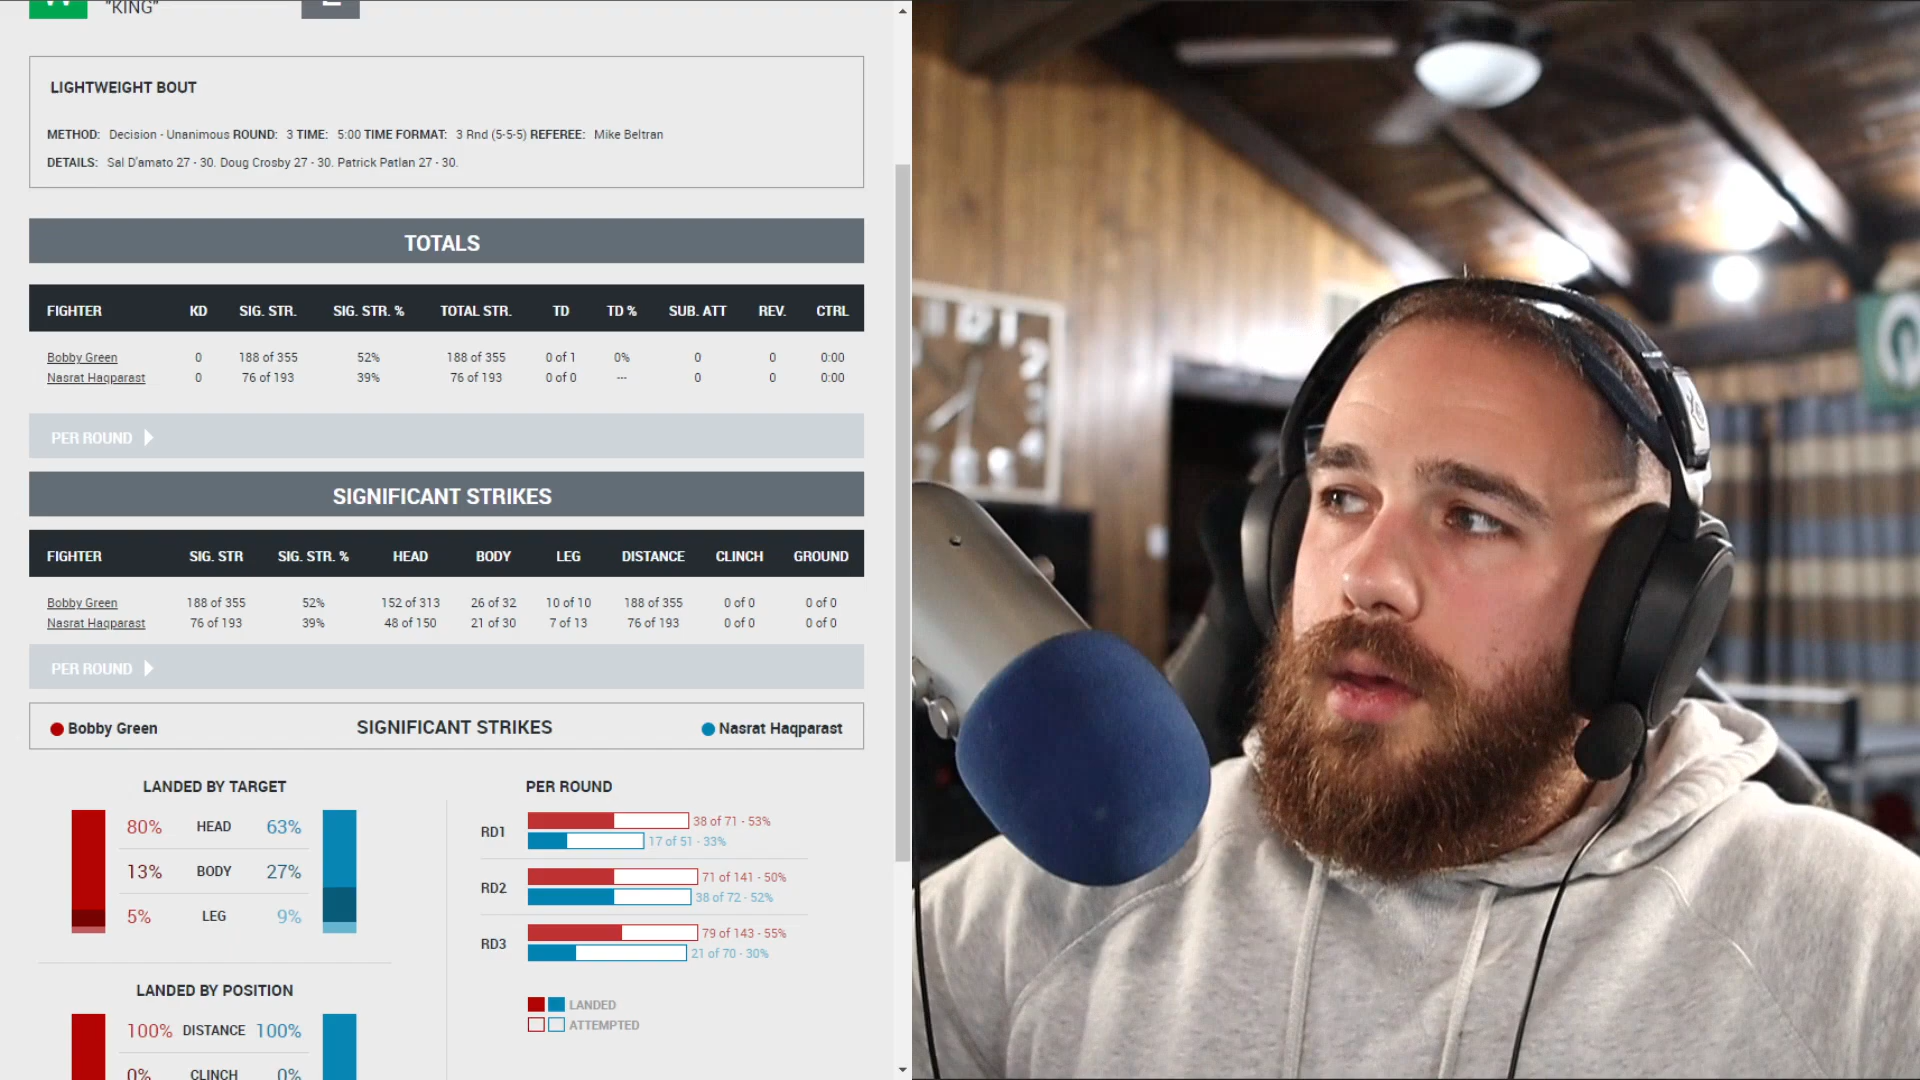 "KING"
LIGHTWEIGHT BOUT
METHOD: Decision - Unanimous ROUND: 3 TIME: 5:00 TIME FORMAT: 3 Rnd (5-5-5) REFEREE: Mike Beltran
DETAILS: Sal D'amato 27 - 30. Doug Crosby 27 - 30. Patrick Patlan 27 - 30.
TOTALS
FIGHTER KD SIG. STR. SIG. STR. % TOTAL STR. TD TD % SUB. ATT REV. CTRL
Bobby Green 0 188 of 355 52% 188 of 355 0 of 1 0% 0 0 0:00
Nasrat Haqparast 0 76 of 193 39% 76 of 193 0 of 0 --- 0 0 0:00
PER ROUND
SIGNIFICANT STRIKES
FIGHTER SIG. STR SIG. STR. % HEAD BODY LEG DISTANCE CLINCH GROUND
Bobby Green 188 of 355 52% 152 of 313 26 of 32 10 of 10 188 of 355 0 of 0 0 of 0
Nasrat Haqparast 76 of 193 39% 48 of 150 21 of 30 7 of 13 76 of 193 0 of 0 0 of 0
PER ROUND
Bobby Green SIGNIFICANT STRIKES Nasrat Haqparast
LANDED BY TARGET
80% HEAD 63%
13% BODY 27%
5% LEG 9%
LANDED BY POSITION
100% DISTANCE 100%
0% CLINCH 0%
PER ROUND
RD1 38 of 71 - 53%
17 of 51 - 33%
RD2 71 of 141 - 50%
38 of 72 - 52%
RD3 79 of 143 - 55%
21 of 70 - 30%
LANDED
ATTEMPTED